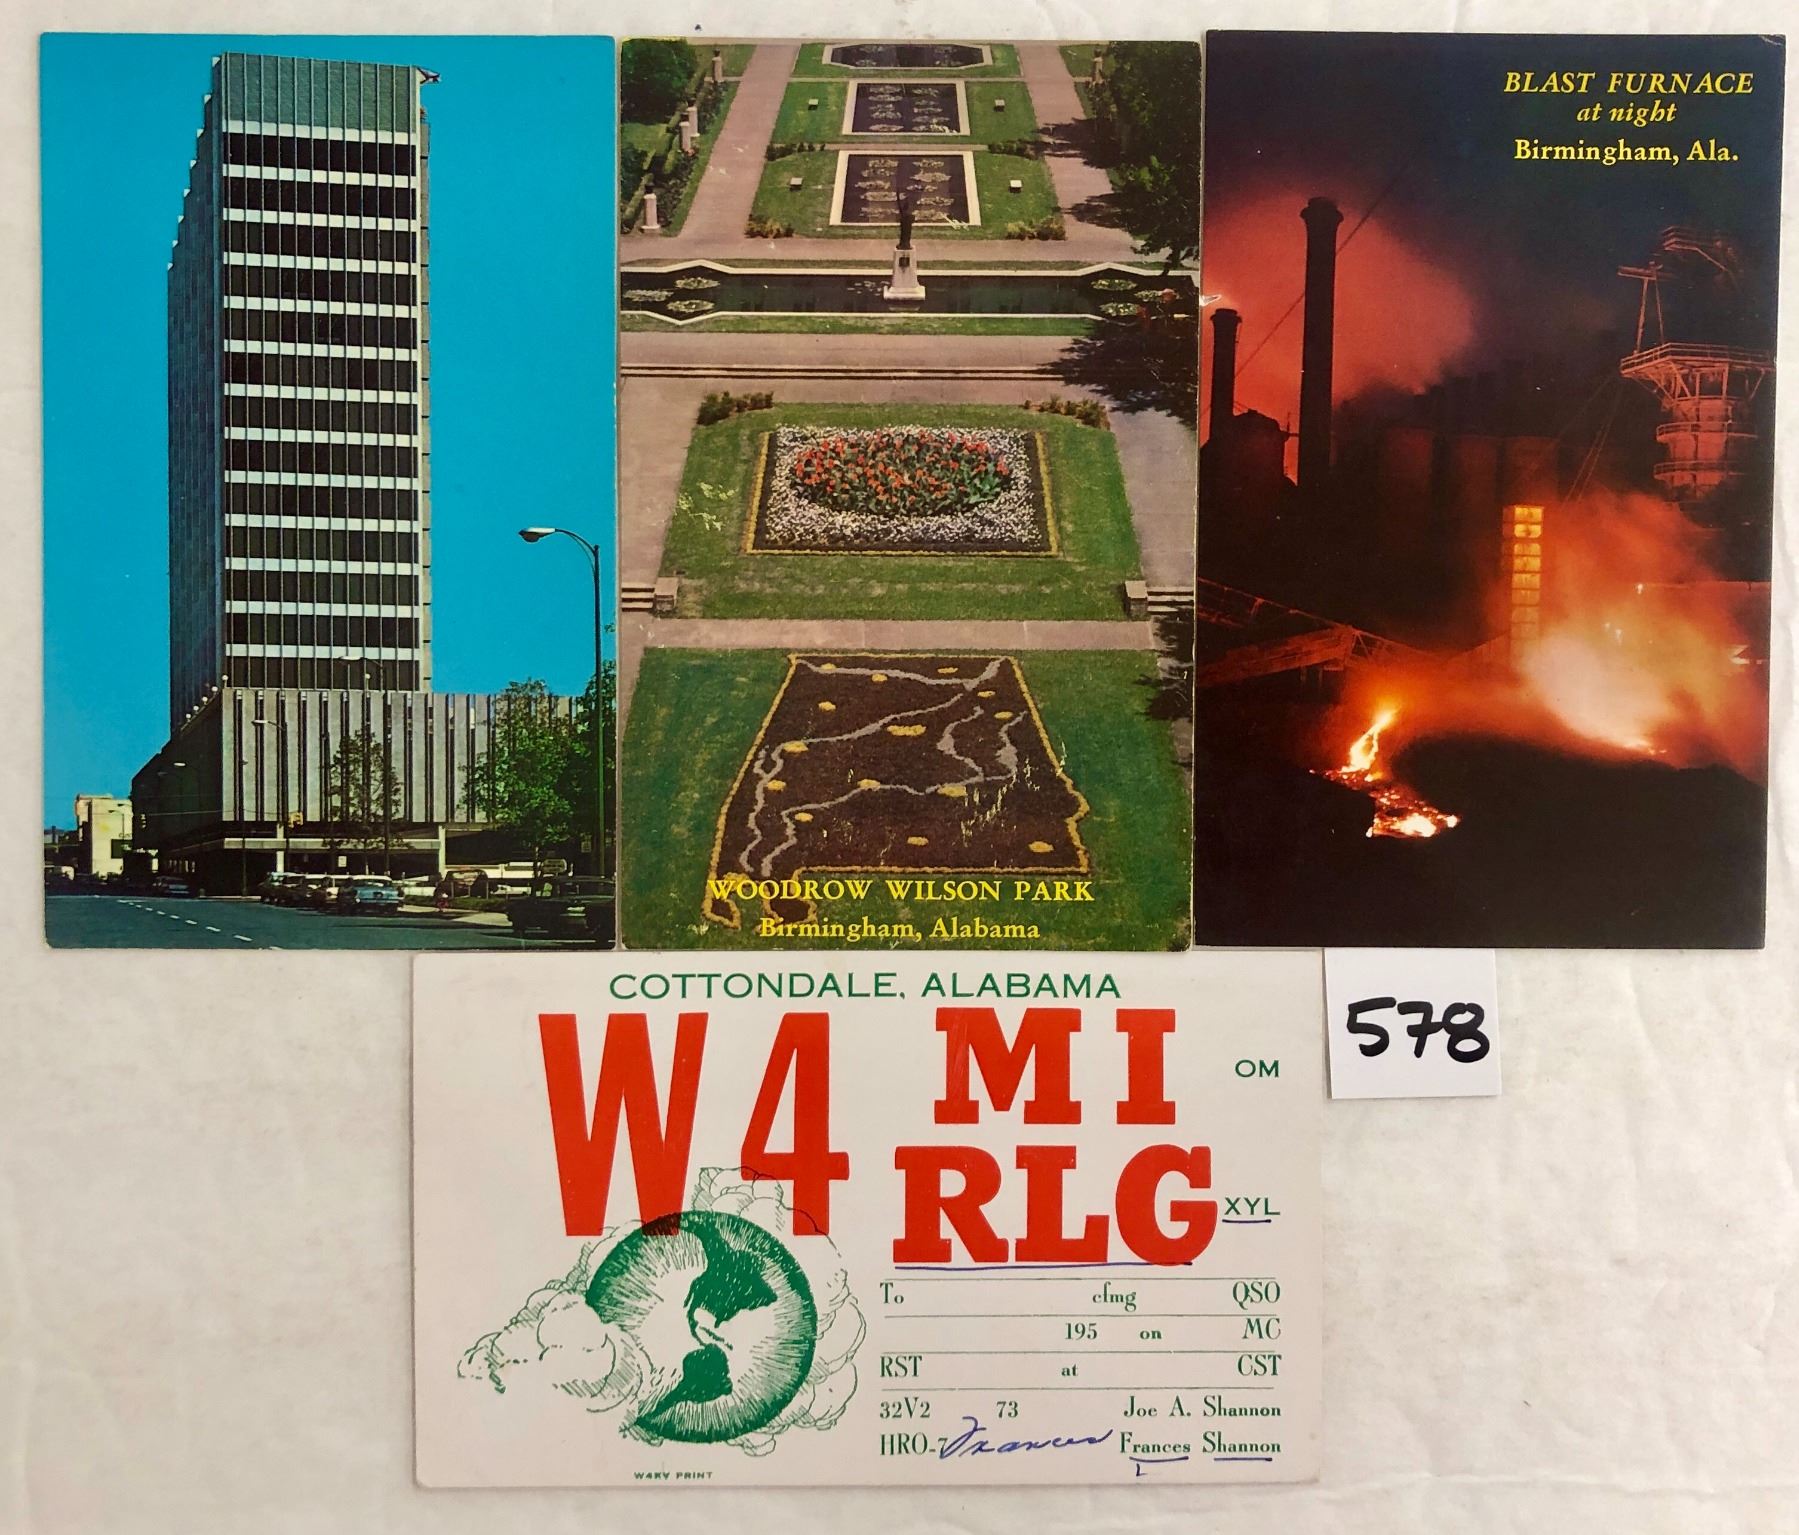 BLAST FURNACE
at night
Birmingham, Ala.
WOODROW WILSON PARK
Birmingham, Alabama
578
COTTONDALE, ALABAMA
W4 MI OM
RLG XYL
To cfmg QSO
195 on MC
RST at CST
32V2 73 Joe A. Shannon
HRO-7 Frances Frances Shannon
W4KV PRINT